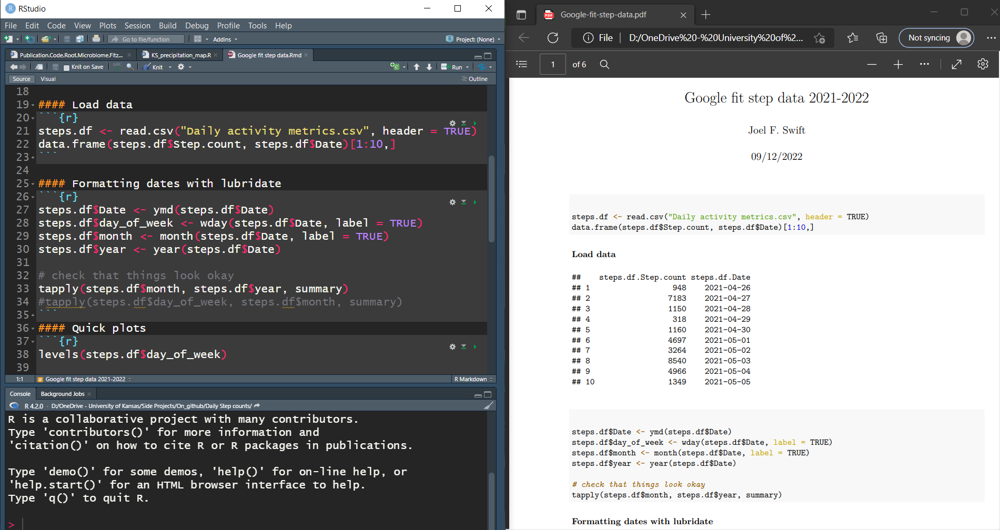 RStudio
File Edit Code View Plots Session Build Debug Profile Tools Help
Go to file/function Addins Project: (None)
Publication.Code.Root.Microbiome.Fitz... KS_precipitation_map.R Google fit step data.Rmd
Knit on Save ABC Knit Run
Source Visual Outline
18
19 #### Load data
20 ```{r}
21 steps.df <- read.csv("Daily activity metrics.csv", header = TRUE)
22 data.frame(steps.df$Step.count, steps.df$Date)[1:10,]
23 ```
24
25 #### Formatting dates with lubridate
26 ```{r}
27 steps.df$Date <- ymd(steps.df$Date)
28 steps.df$day_of_week <- wday(steps.df$Date, label = TRUE)
29 steps.df$month <- month(steps.df$Date, label = TRUE)
30 steps.df$year <- year(steps.df$Date)
31
32 # check that things look okay
33 tapply(steps.df$month, steps.df$year, summary)
34 #tapply(steps.df$day_of_week, steps.df$month, summary)
35 ```
36 #### Quick plots
37 ```{r}
38 levels(steps.df$day_of_week)
39
1:1 # Google fit step data 2021-2022 R Markdown
Console Background Jobs
R 4.2.0 · D:/OneDrive - University of Kansas/Side Projects/On_github/Daily Step counts/
R is a collaborative project with many contributors.
Type 'contributors()' for more information and
'citation()' on how to cite R or R packages in publications.
Type 'demo()' for some demos, 'help()' for on-line help, or
'help.start()' for an HTML browser interface to help.
Type 'q()' to quit R.
>
PDF Google-fit-step-data.pdf
File D:/OneDrive%20-%20University%20of%2... Not syncing
1 of 6
Google fit step data 2021-2022
Joel F. Swift
09/12/2022
steps.df <- read.csv("Daily activity metrics.csv", header = TRUE)
data.frame(steps.df$Step.count, steps.df$Date)[1:10,]
Load data
## steps.df.Step.count steps.df.Date
## 1 948 2021-04-26
## 2 7183 2021-04-27
## 3 1150 2021-04-28
## 4 318 2021-04-29
## 5 1160 2021-04-30
## 6 4697 2021-05-01
## 7 3264 2021-05-02
## 8 8540 2021-05-03
## 9 4966 2021-05-04
## 10 1349 2021-05-05
steps.df$Date <- ymd(steps.df$Date)
steps.df$day_of_week <- wday(steps.df$Date, label = TRUE)
steps.df$month <- month(steps.df$Date, label = TRUE)
steps.df$year <- year(steps.df$Date)
# check that things look okay
tapply(steps.df$month, steps.df$year, summary)
Formatting dates with lubridate